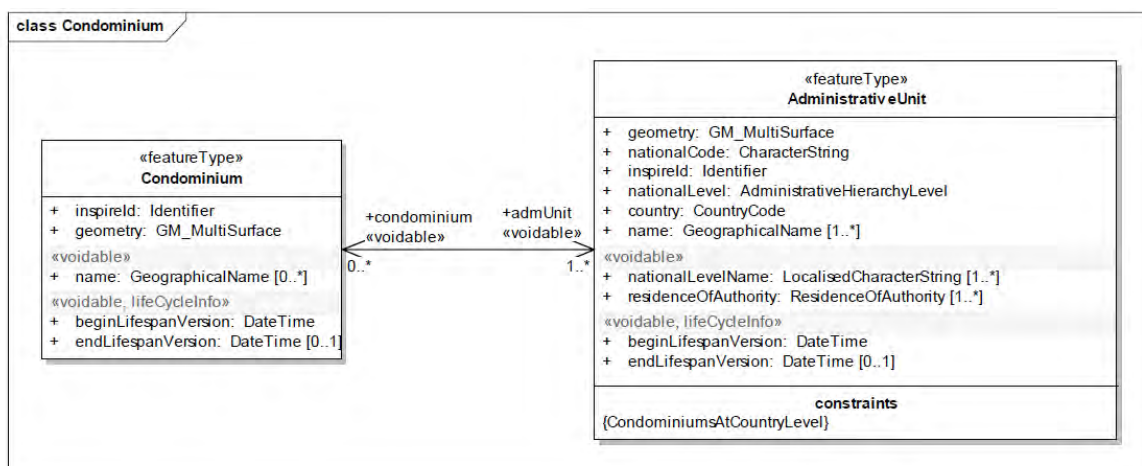 class Condominium
«featureType»
Condominium
+ inspireId: Identifier
+ geometry: GM_MultiSurface
«voidable»
+ name: GeographicalName [0..*]
«voidable, lifeCycleInfo»
+ beginLifespanVersion: DateTime
+ endLifespanVersion: DateTime [0..1]
+condominium
«voidable»
0..*
+admUnit
«voidable»
1..*
«featureType»
AdministrativeUnit
+ geometry: GM_MultiSurface
+ nationalCode: CharacterString
+ inspireId: Identifier
+ nationalLevel: AdministrativeHierarchyLevel
+ country: CountryCode
+ name: GeographicalName [1..*]
«voidable»
+ nationalLevelName: LocalisedCharacterString [1..*]
+ residenceOfAuthority: ResidenceOfAuthority [1..*]
«voidable, lifeCycleInfo»
+ beginLifespanVersion: DateTime
+ endLifespanVersion: DateTime [0..1]
constraints
{CondominiumsAtCountryLevel}